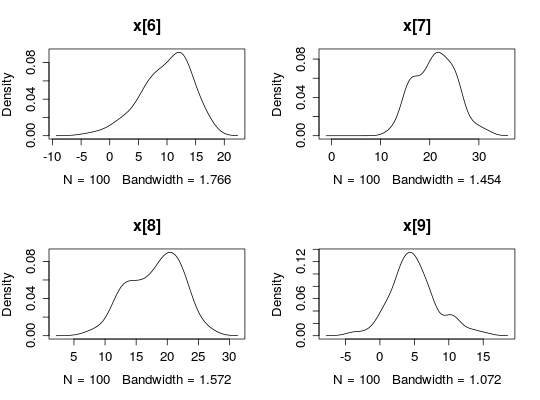 x[6]
Density
0.00 0.04 0.08
-10 -5 0 5 10 15 20
N = 100 Bandwidth = 1.766
x[7]
Density
0.00 0.04 0.08
0 10 20 30
N = 100 Bandwidth = 1.454
x[8]
Density
0.00 0.04 0.08
5 10 15 20 25 30
N = 100 Bandwidth = 1.572
x[9]
Density
0.00 0.06 0.12
-5 0 5 10 15
N = 100 Bandwidth = 1.072